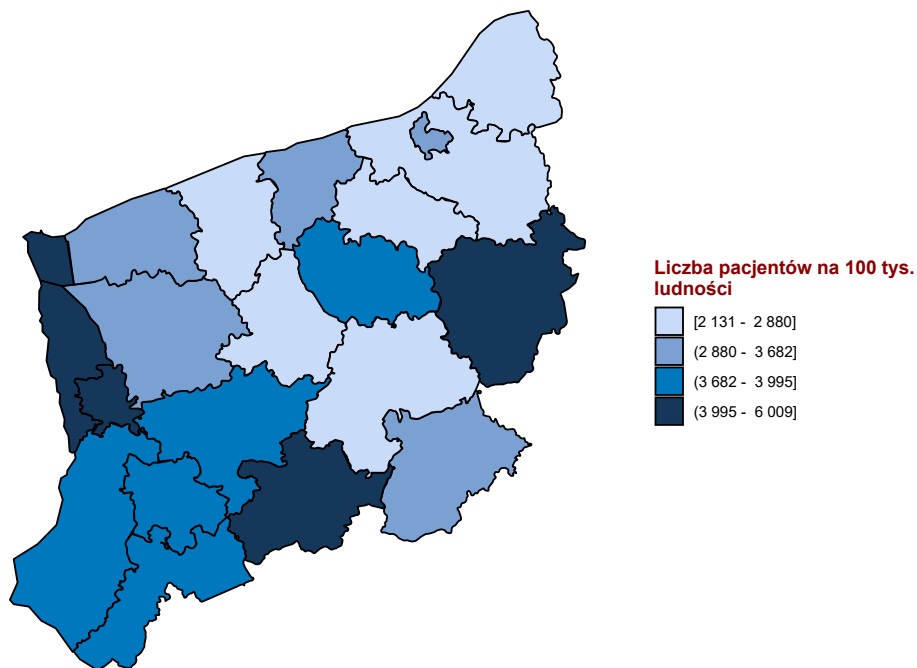 Liczba pacjentów na 100 tys.
ludności
[2 131 - 2 880]
(2 880 - 3 682]
(3 682 - 3 995]
(3 995 - 6 009]